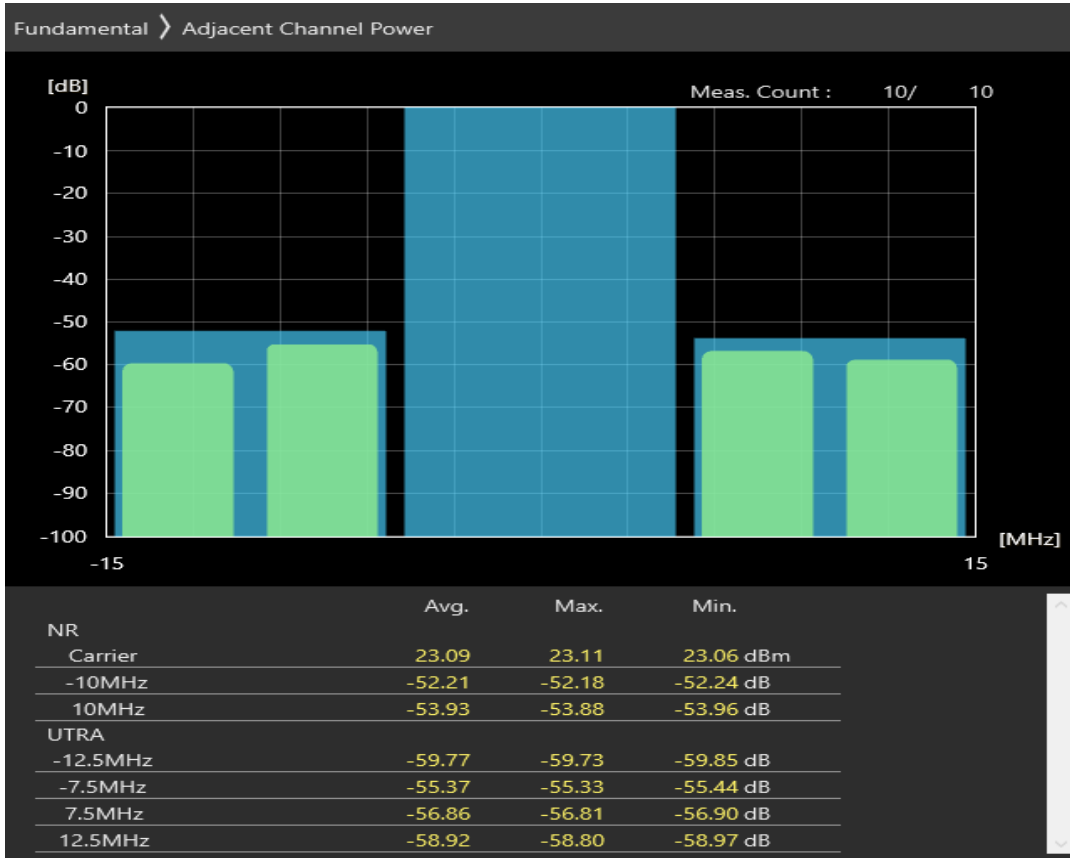 Fundamental 〉 Adjacent Channel Power
[dB]
Meas. Count : 10/ 10
0
-10
-20
-30
-40
-50
-60
-70
-80
-90
-100
[MHz]
-15 15
Avg. Max. Min.
NR
Carrier 23.09 23.11 23.06 dBm
-10MHz -52.21 -52.18 -52.24 dB
10MHz -53.93 -53.88 -53.96 dB
UTRA
-12.5MHz -59.77 -59.73 -59.85 dB
-7.5MHz -55.37 -55.33 -55.44 dB
7.5MHz -56.86 -56.81 -56.90 dB
12.5MHz -58.92 -58.80 -58.97 dB